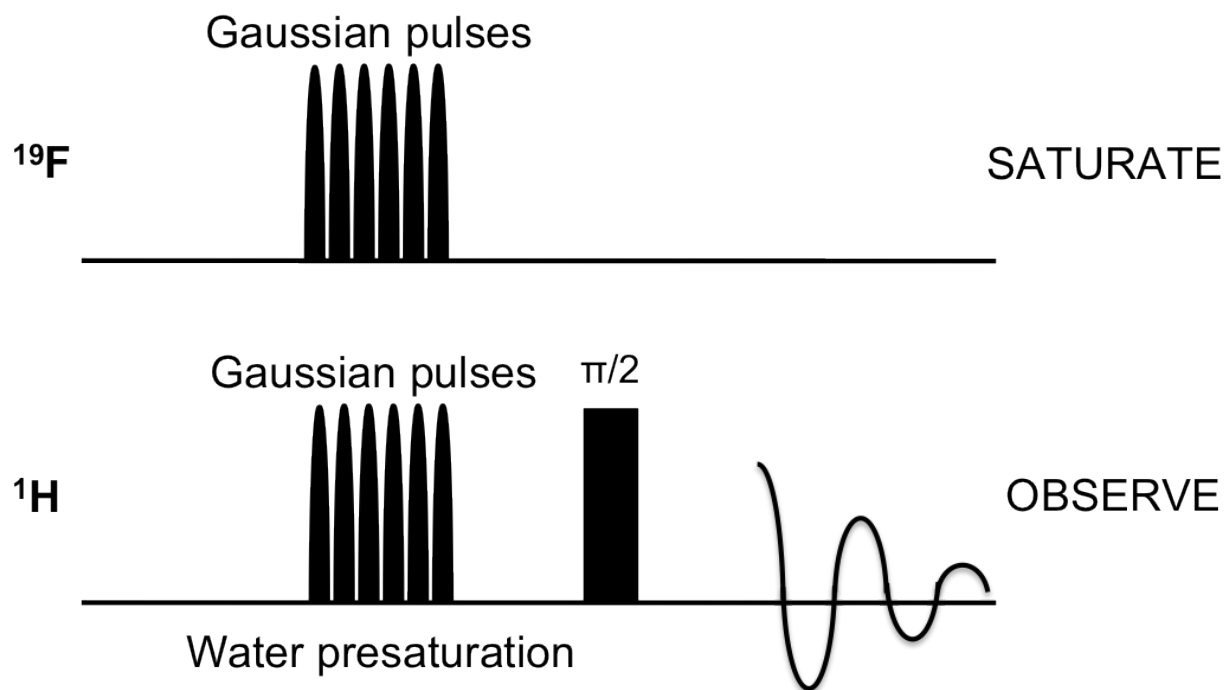 Gaussian pulses
¹⁹F
SATURATE
Gaussian pulses π/2
¹H
OBSERVE
Water presaturation